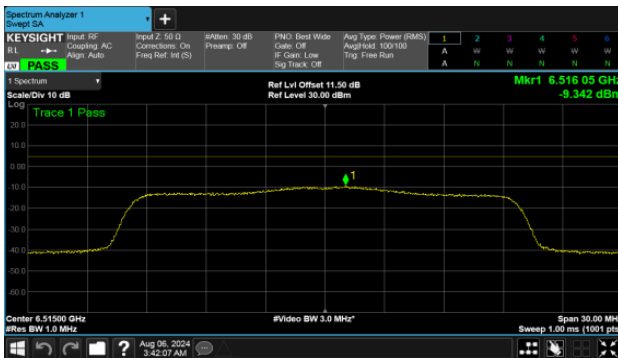 Spectrum Analyzer 1
Swept SA
+
KEYSIGHT
RL
LXI PASS
Input: RF
Coupling: AC
Align: Auto
Input Z: 50 Ω
Corrections: On
Freq Ref: Int (S)
#Atten: 30 dB
Preamp: Off
PNO: Best Wide
Gate: Off
IF Gain: Low
Sig Track: Off
Avg Type: Power (RMS)
Avg|Hold: 100/100
Trig: Free Run
1 2 3 4 5 6
A W W W W W
A N N N N N
1 Spectrum
Scale/Div 10 dB
Ref Lvl Offset 11.50 dB
Ref Level 30.00 dBm
Mkr1 6.516 05 GHz
-9.342 dBm
Log
Trace 1 Pass
20.0
10.0
0.00
-10.0
-20.0
-30.0
-40.0
-50.0
-60.0
1
Center 6.51500 GHz
#Res BW 1.0 MHz
#Video BW 3.0 MHz*
Span 30.00 MH
Sweep 1.00 ms (1001 pts
?
Aug 06, 2024
3:42:07 AM